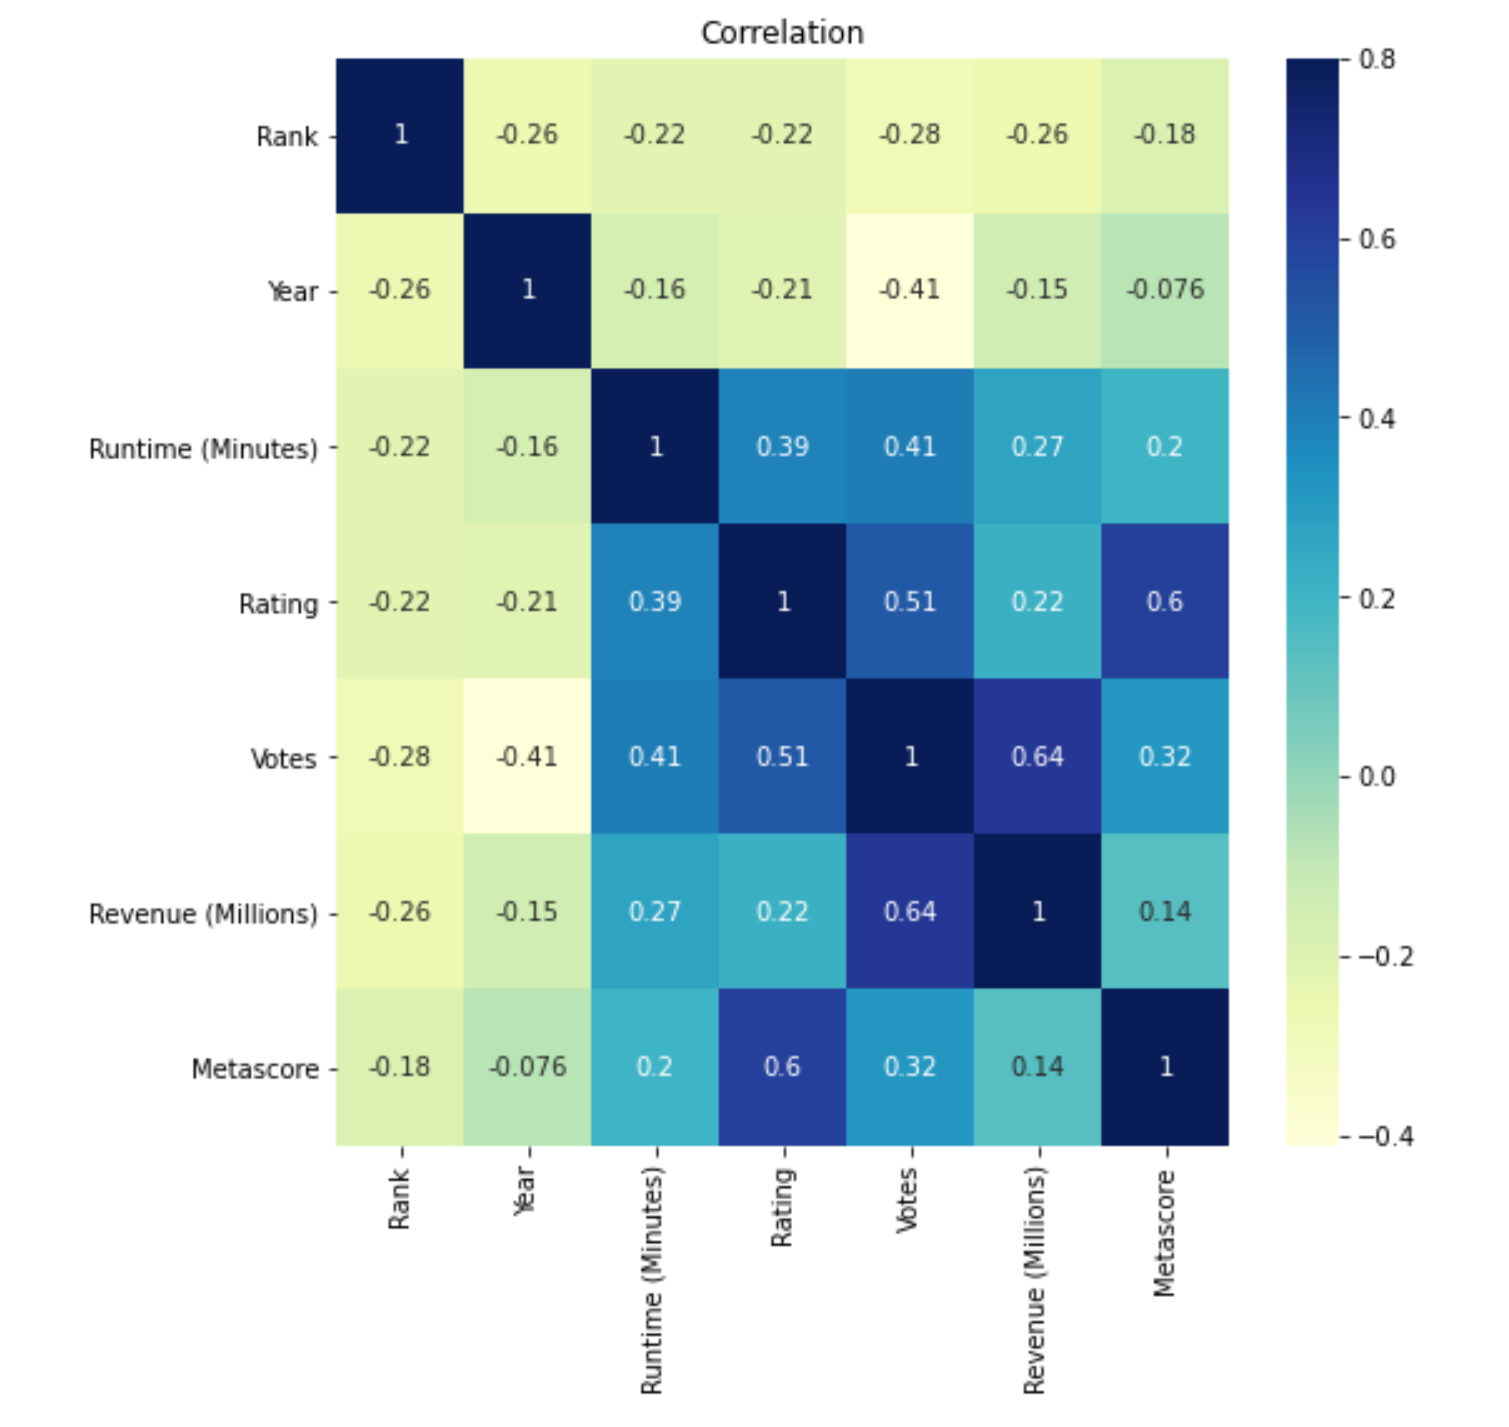 Correlation
Rank 1 -0.26 -0.22 -0.22 -0.28 -0.26 -0.18
Year -0.26 1 -0.16 -0.21 -0.41 -0.15 -0.076
Runtime (Minutes) -0.22 -0.16 1 0.39 0.41 0.27 0.2
Rating -0.22 -0.21 0.39 1 0.51 0.22 0.6
Votes -0.28 -0.41 0.41 0.51 1 0.64 0.32
Revenue (Millions) -0.26 -0.15 0.27 0.22 0.64 1 0.14
Metascore -0.18 -0.076 0.2 0.6 0.32 0.14 1
Rank
Year
Runtime (Minutes)
Rating
Votes
Revenue (Millions)
Metascore
0.8
0.6
0.4
0.2
0.0
−0.2
−0.4